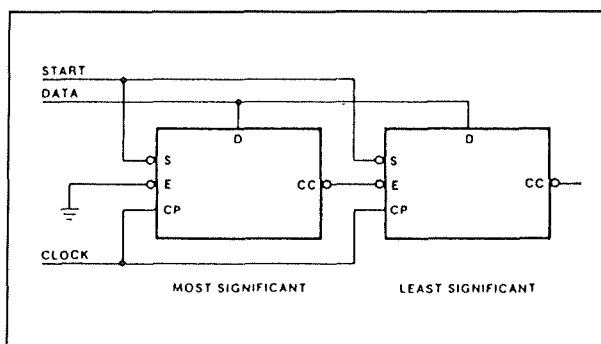 START
DATA
D
D
S
S
E
CC
E
CC
CP
CP
CLOCK
MOST SIGNIFICANT
LEAST SIGNIFICANT